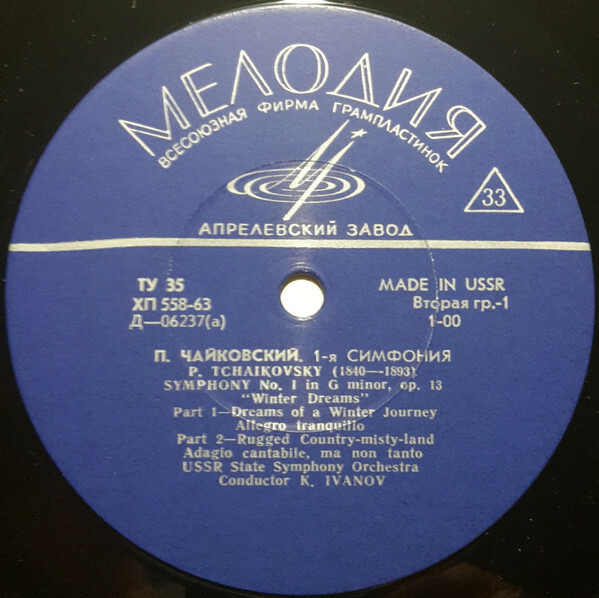 МЕЛОДИЯ
ВСЕСОЮЗНАЯ ФИРМА ГРАМПЛАСТИНОК
33
АПРЕЛЕВСКИЙ ЗАВОД
ТУ 35
ХП 558-63
Д—06237(а)
MADE IN USSR
Вторая гр.-1
1-00
П. ЧАЙКОВСКИЙ. 1-я СИМФОНИЯ
P. TCHAIKOVSKY (1840—1893)
SYMPHONY No. 1 in G minor, op. 13
"Winter Dreams"
Part 1—Dreams of a Winter Journey
Allegro tranquillo
Part 2—Rugged Country-misty-land
Adagio cantabile, ma non tanto
USSR State Symphony Orchestra
Conductor K. IVANOV